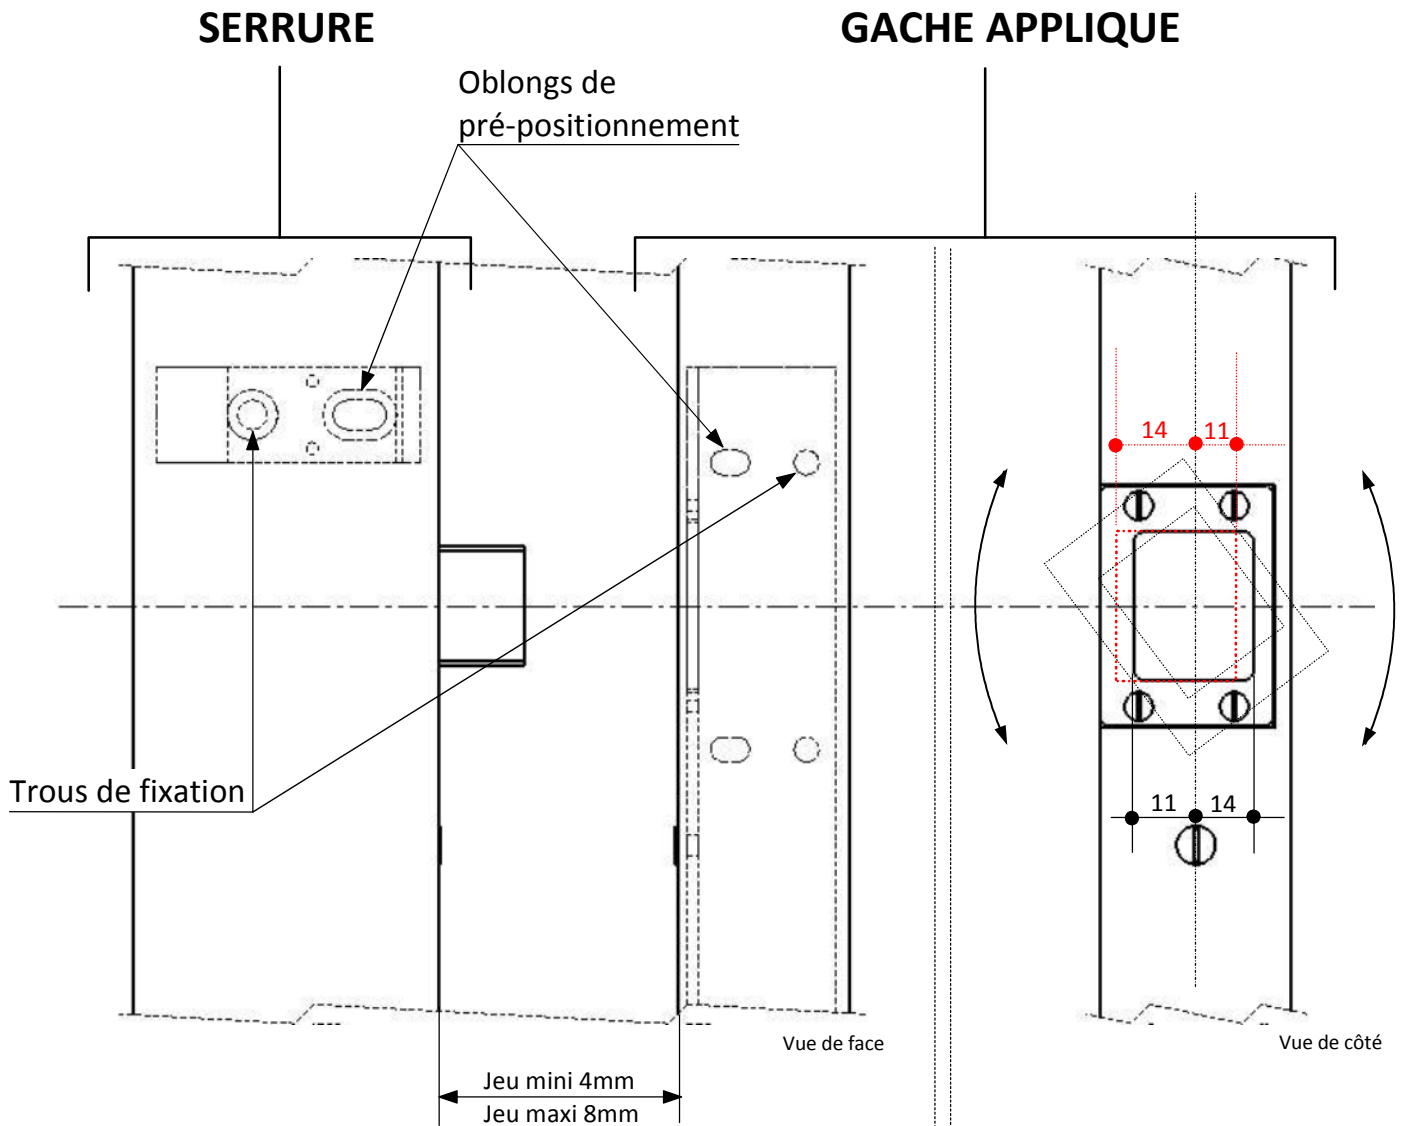 SERRURE
GACHE APPLIQUE
Oblongs de
pré-positionnement
14
11
Trous de fixation
11
14
Vue de face
Vue de côté
Jeu mini 4mm
Jeu maxi 8mm